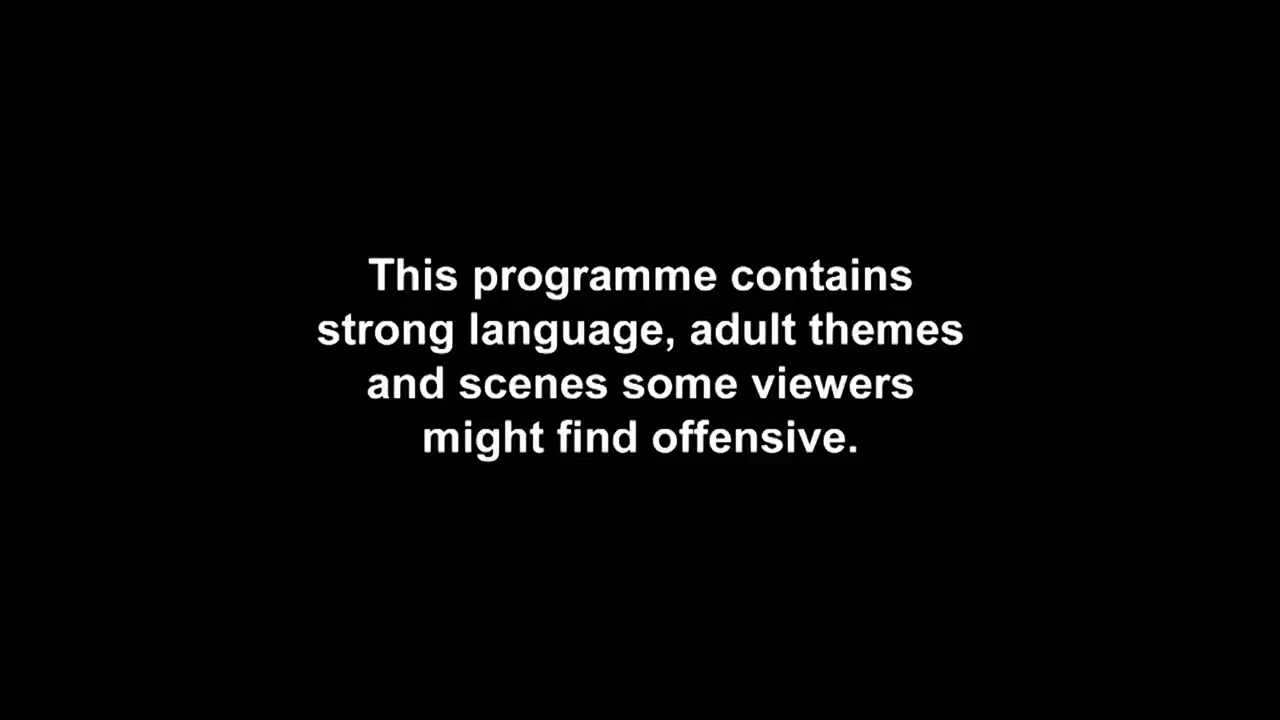 This programme contains
strong language, adult themes
and scenes some viewers
might find offensive.